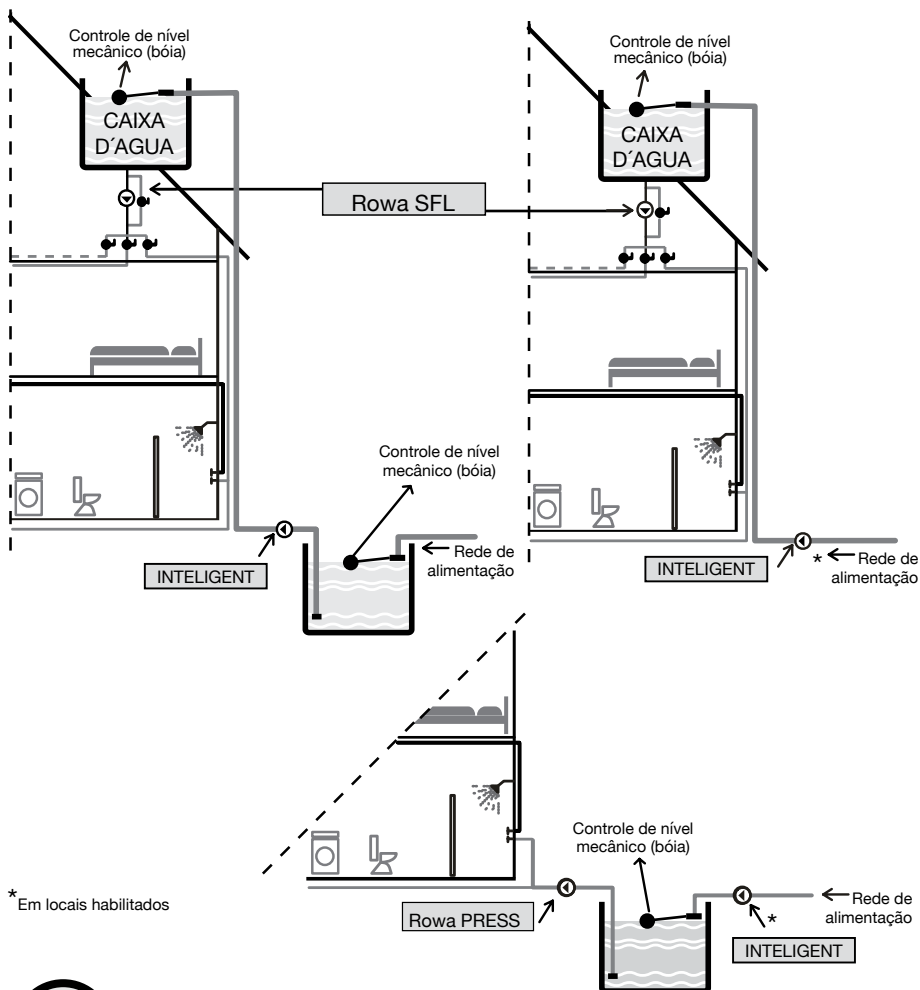 Controle de nível
mecânico (bóia)
CAIXA
D´AGUA
Rowa SFL
Controle de nível
mecânico (bóia)
CAIXA
D´AGUA
Controle de nível
mecânico (bóia)
INTELIGENT
Rede de
alimentação
INTELIGENT
* Rede de
alimentação
*Em locais habilitados
Rowa PRESS
Controle de nível
mecânico (bóia)
*
INTELIGENT
Rede de
alimentação